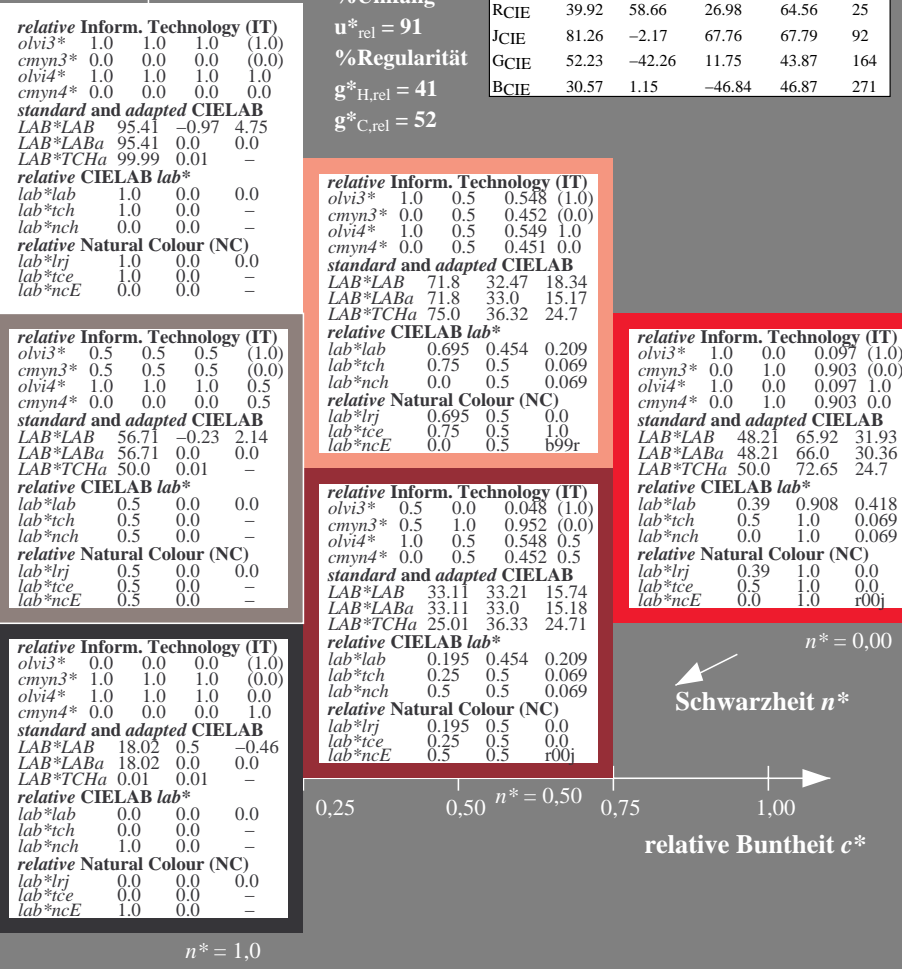 u*rel = 91
%Regularität
g*H,rel = 41
g*C,rel = 52
RCIE 39.92 58.66 26.98 64.56 25
JCIE 81.26 −2.17 67.76 67.79 92
GCIE 52.23 −42.26 11.75 43.87 164
BCIE 30.57 1.15 −46.84 46.87 271
relative Inform. Technology (IT)
olvi3* 1.0 1.0 1.0 (1.0)
cmyn3* 0.0 0.0 0.0 (0.0)
olvi4* 1.0 1.0 1.0 1.0
cmyn4* 0.0 0.0 0.0 0.0
standard and adapted CIELAB
LAB*LAB 95.41 −0.97 4.75
LAB*LABa 95.41 0.0 0.0
LAB*TCHa 99.99 0.01 –
relative CIELAB lab*
lab*lab 1.0 0.0 0.0
lab*tch 1.0 0.0 –
lab*nch 0.0 0.0 –
relative Natural Colour (NC)
lab*lrj 1.0 0.0 0.0
lab*tce 1.0 0.0 –
lab*ncE 0.0 0.0 –
relative Inform. Technology (IT)
olvi3* 1.0 0.5 0.548 (1.0)
cmyn3* 0.0 0.5 0.452 (0.0)
olvi4* 1.0 0.5 0.549 1.0
cmyn4* 0.0 0.5 0.451 0.0
standard and adapted CIELAB
LAB*LAB 71.8 32.47 18.34
LAB*LABa 71.8 33.0 15.17
LAB*TCHa 75.0 36.32 24.7
relative CIELAB lab*
lab*lab 0.695 0.454 0.209
lab*tch 0.75 0.5 0.069
lab*nch 0.0 0.5 0.069
relative Natural Colour (NC)
lab*lrj 0.695 0.5 0.0
lab*tce 0.75 0.5 1.0
lab*ncE 0.0 0.5 b99r
relative Inform. Technology (IT)
olvi3* 0.5 0.5 0.5 (1.0)
cmyn3* 0.5 0.5 0.5 (0.0)
olvi4* 1.0 1.0 1.0 0.5
cmyn4* 0.0 0.0 0.0 0.5
standard and adapted CIELAB
LAB*LAB 56.71 −0.23 2.14
LAB*LABa 56.71 0.0 0.0
LAB*TCHa 50.0 0.01 –
relative CIELAB lab*
lab*lab 0.5 0.0 0.0
lab*tch 0.5 0.0 –
lab*nch 0.5 0.0 –
relative Natural Colour (NC)
lab*lrj 0.5 0.0 0.0
lab*tce 0.5 0.0 –
lab*ncE 0.5 0.0 –
relative Inform. Technology (IT)
olvi3* 1.0 0.0 0.097 (1.0)
cmyn3* 0.0 1.0 0.903 (0.0)
olvi4* 1.0 0.0 0.097 1.0
cmyn4* 0.0 1.0 0.903 0.0
standard and adapted CIELAB
LAB*LAB 48.21 65.92 31.93
LAB*LABa 48.21 66.0 30.36
LAB*TCHa 50.0 72.65 24.7
relative CIELAB lab*
lab*lab 0.39 0.908 0.418
lab*tch 0.5 1.0 0.069
lab*nch 0.0 1.0 0.069
relative Natural Colour (NC)
lab*lrj 0.39 1.0 0.0
lab*tce 0.5 1.0 0.0
lab*ncE 0.0 1.0 r00j
relative Inform. Technology (IT)
olvi3* 0.5 0.0 0.048 (1.0)
cmyn3* 0.5 1.0 0.952 (0.0)
olvi4* 1.0 0.5 0.548 0.5
cmyn4* 0.0 0.5 0.452 0.5
standard and adapted CIELAB
LAB*LAB 33.11 33.21 15.74
LAB*LABa 33.11 33.0 15.18
LAB*TCHa 25.01 36.33 24.71
relative CIELAB lab*
lab*lab 0.195 0.454 0.209
lab*tch 0.25 0.5 0.069
lab*nch 0.5 0.5 0.069
relative Natural Colour (NC)
lab*lrj 0.195 0.5 0.0
lab*tce 0.25 0.5 0.0
lab*ncE 0.5 0.5 r00j
relative Inform. Technology (IT)
olvi3* 0.0 0.0 0.0 (1.0)
cmyn3* 1.0 1.0 1.0 (0.0)
olvi4* 1.0 1.0 1.0 0.0
cmyn4* 0.0 0.0 0.0 1.0
standard and adapted CIELAB
LAB*LAB 18.02 0.5 −0.46
LAB*LABa 18.02 0.0 0.0
LAB*TCHa 0.01 0.01 –
relative CIELAB lab*
lab*lab 0.0 0.0 0.0
lab*tch 0.0 0.0 –
lab*nch 1.0 0.0 –
relative Natural Colour (NC)
lab*lrj 0.0 0.0 0.0
lab*tce 0.0 0.0 –
lab*ncE 1.0 0.0 –
n* = 0,00
Schwarzheit n*
n* = 0,50
0,25 0,50 0,75 1,00
relative Buntheit c*
n* = 1,0